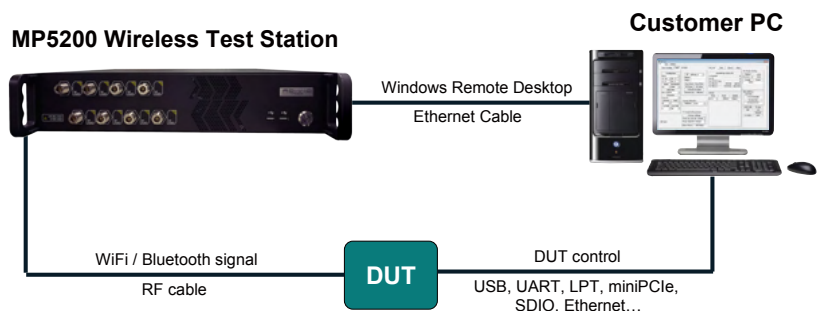 Customer PC
MP5200 Wireless Test Station
Windows Remote Desktop
Ethernet Cable
WiFi / Bluetooth signal
RF cable
DUT
DUT control
USB, UART, LPT, miniPCIe,
SDIO, Ethernet…